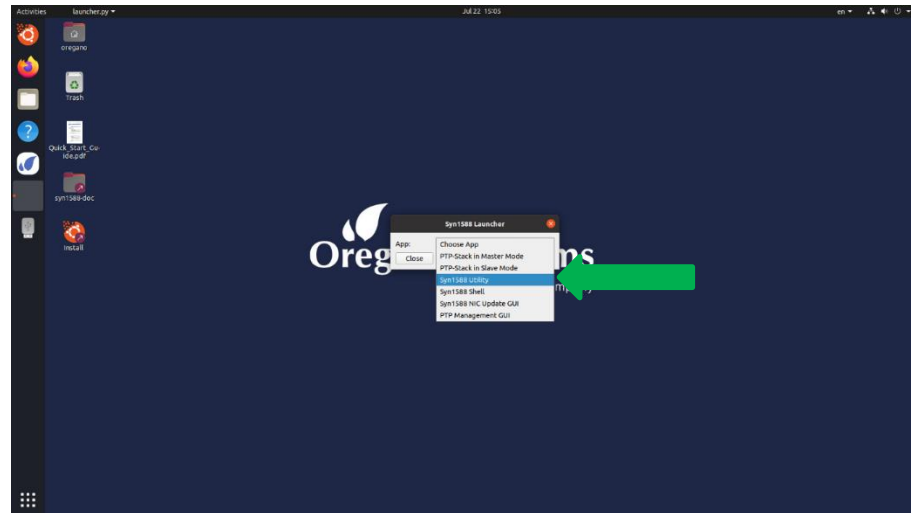 Activities
launcher.py
Jul 22 15:05
en
oregano
Trash
Quick_Start_Gu
ide.pdf
syn1588-doc
Install
Syn1588 Launcher
App:
Close
Choose App
PTP-Stack in Master Mode
PTP-Stack in Slave Mode
Syn1588 Utility
Syn1588 Shell
Syn1588 NIC Update GUI
PTP Management GUI
Oreg
ms